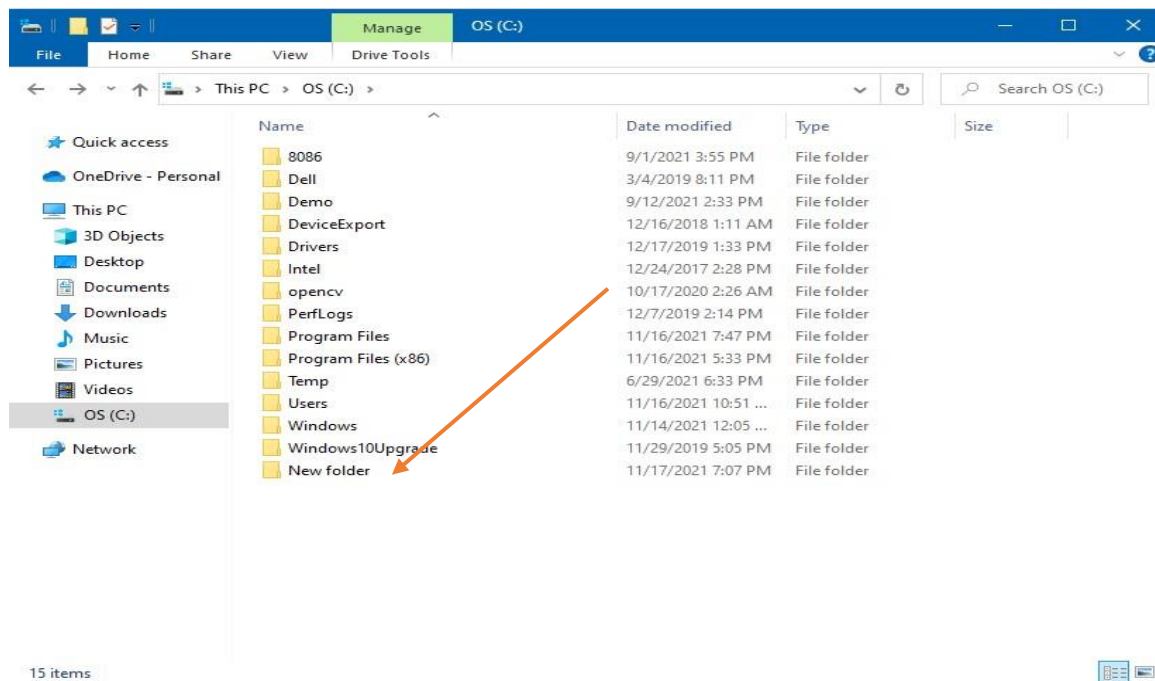 Manage OS (C:)
File Home Share View Drive Tools
This PC > OS (C:) > Search OS (C:)
Name Date modified Type Size
Quick access
OneDrive - Personal
This PC
3D Objects
Desktop
Documents
Downloads
Music
Pictures
Videos
OS (C:)
Network
8086 9/1/2021 3:55 PM File folder
Dell 3/4/2019 8:11 PM File folder
Demo 9/12/2021 2:33 PM File folder
DeviceExport 12/16/2018 1:11 AM File folder
Drivers 12/17/2019 1:33 PM File folder
Intel 12/24/2017 2:28 PM File folder
opencv 10/17/2020 2:26 AM File folder
PerfLogs 12/7/2019 2:14 PM File folder
Program Files 11/16/2021 7:47 PM File folder
Program Files (x86) 11/16/2021 5:33 PM File folder
Temp 6/29/2021 6:33 PM File folder
Users 11/16/2021 10:51 ... File folder
Windows 11/14/2021 12:05 ... File folder
Windows10Upgrade 11/29/2019 5:05 PM File folder
New folder 11/17/2021 7:07 PM File folder
15 items